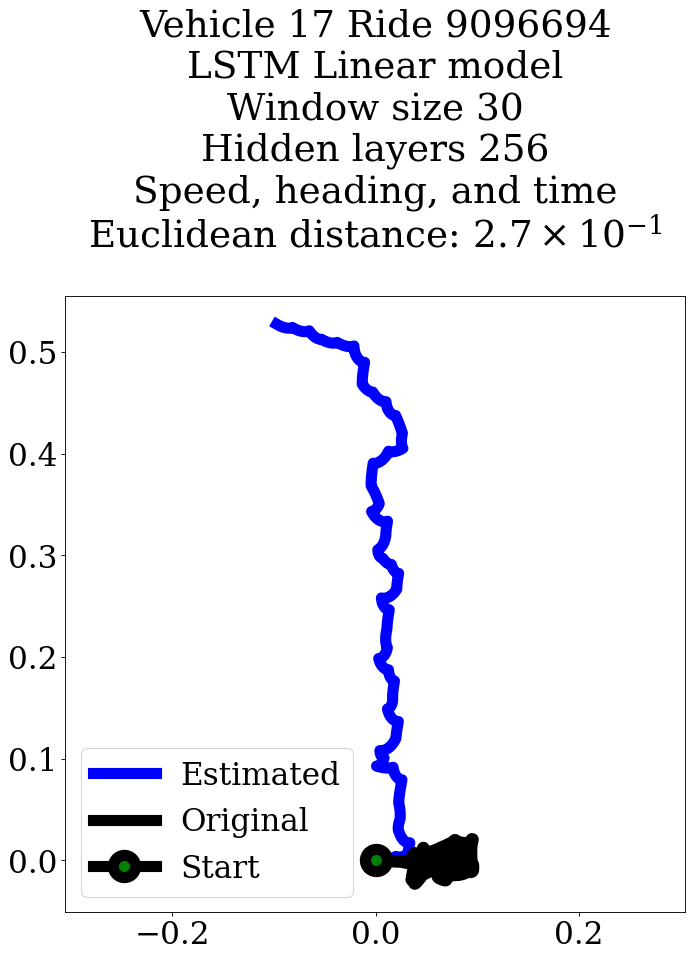 Vehicle 17 Ride 9096694
LSTM Linear model
Window size 30
Hidden layers 256
Speed, heading, and time
Euclidean distance: 2.7 × 10⁻¹
0.5
0.4
0.3
0.2
0.1
0.0
Estimated
Original
Start
−0.2
0.0
0.2